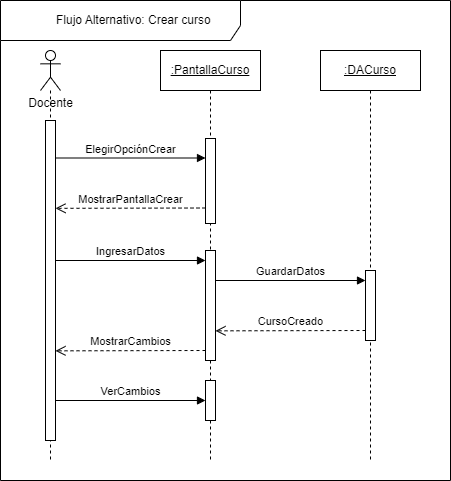 Flujo Alternativo: Crear curso
:PantallaCurso
:DACurso
Docente
ElegirOpciónCrear
MostrarPantallaCrear
IngresarDatos
GuardarDatos
CursoCreado
MostrarCambios
VerCambios